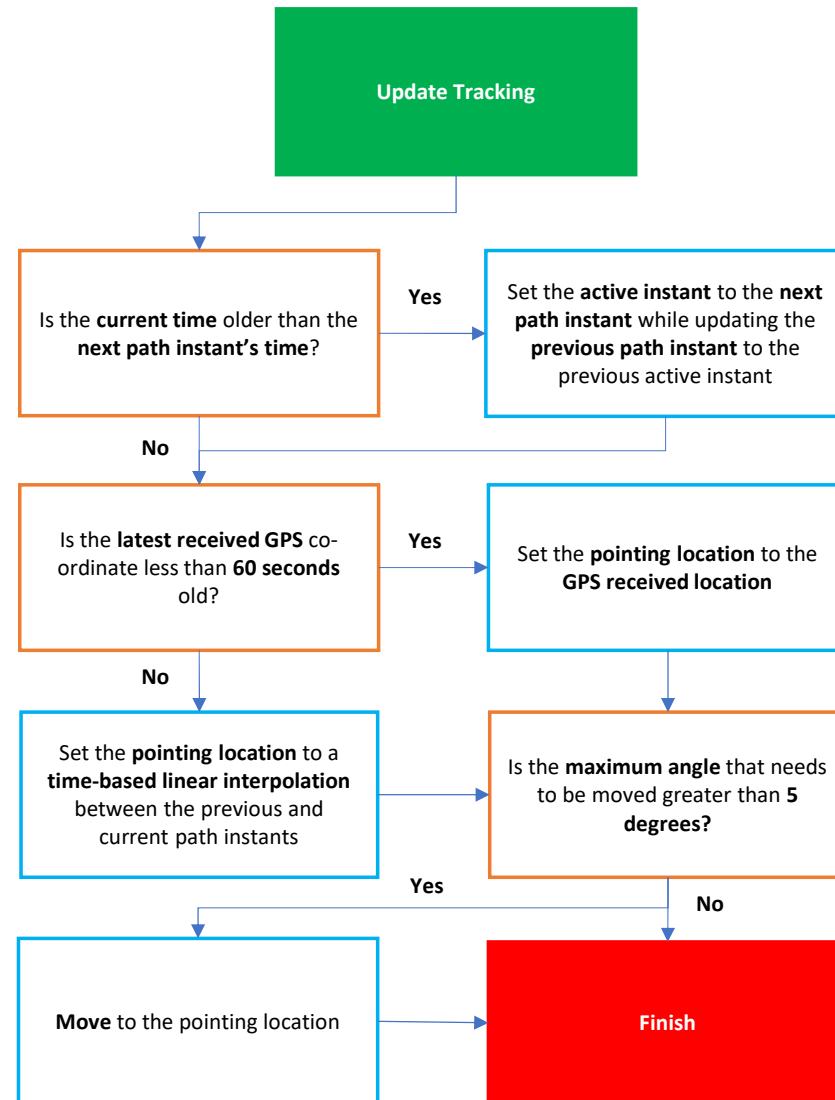 Update Tracking
Is the current time older than the
next path instant's time?
Yes
Set the active instant to the next
path instant while updating the
previous path instant to the
previous active instant
No
Is the latest received GPS co-
ordinate less than 60 seconds
old?
Yes
Set the pointing location to the
GPS received location
No
Set the pointing location to a
time-based linear interpolation
between the previous and
current path instants
Is the maximum angle that needs
to be moved greater than 5
degrees?
Yes
No
Move to the pointing location
Finish